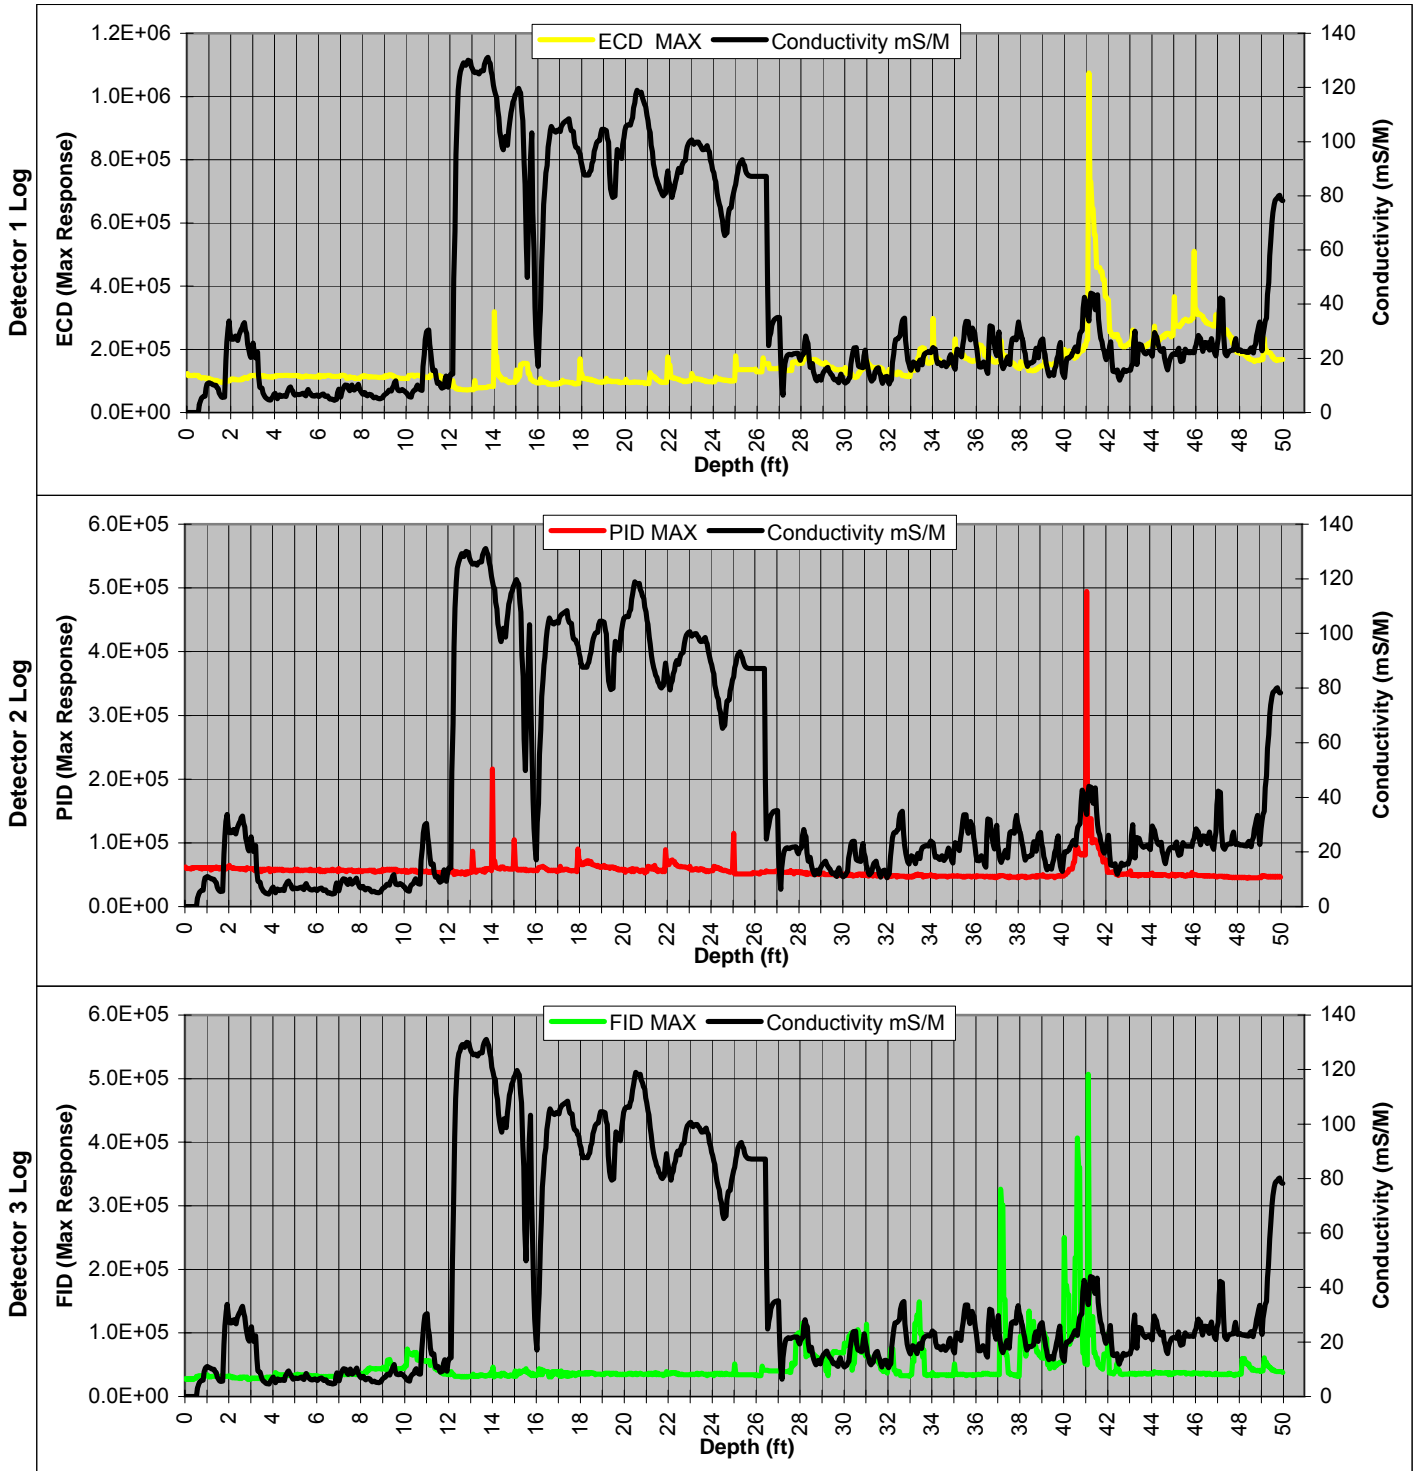 Detector 1 Log
ECD MAX Conductivity mS/M
ECD (Max Response)
1.2E+06
1.0E+06
8.0E+05
6.0E+05
4.0E+05
2.0E+05
0.0E+00
140
120
100
80
60
40
20
0
Conductivity (mS/M)
0 2 4 6 8 10 12 14 16 18 20 22 24 26 28 30 32 34 36 38 40 42 44 46 48 50
Depth (ft)
Detector 2 Log
PID MAX Conductivity mS/M
PID (Max Response)
6.0E+05
5.0E+05
4.0E+05
3.0E+05
2.0E+05
1.0E+05
0.0E+00
140
120
100
80
60
40
20
0
Conductivity (mS/M)
0 2 4 6 8 10 12 14 16 18 20 22 24 26 28 30 32 34 36 38 40 42 44 46 48 50
Depth (ft)
Detector 3 Log
FID MAX Conductivity mS/M
FID (Max Response)
6.0E+05
5.0E+05
4.0E+05
3.0E+05
2.0E+05
1.0E+05
0.0E+00
140
120
100
80
60
40
20
0
Conductivity (mS/M)
0 2 4 6 8 10 12 14 16 18 20 22 24 26 28 30 32 34 36 38 40 42 44 46 48 50
Depth (ft)